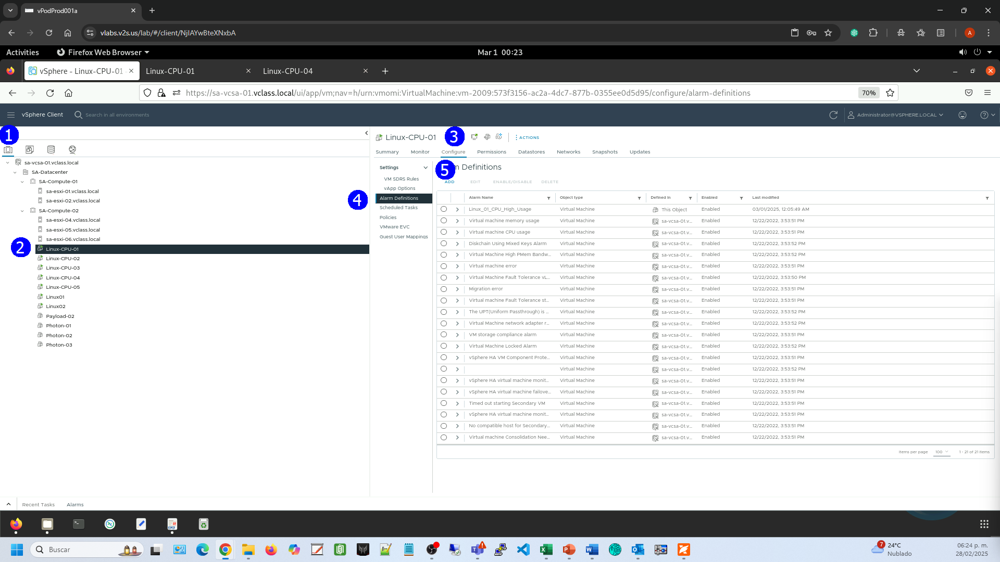 vPodProd001a
vlabs.v2s.us/lab/#/client/NjIAYwBteXNxbA
A
Activities
Firefox Web Browser
Mar 1 00:23
vSphere - Linux-CPU-01
Linux-CPU-01
Linux-CPU-04
https://sa-vcsa-01.vclass.local/ui/app/vm;nav=h/urn:vmomi:VirtualMachine:vm-2009:573f3156-ac2a-4dc7-877b-0355ee0d5d95/configure/alarm-definitions
70%
vSphere Client
Search in all environments
Administrator@VSPHERE.LOCAL
1
sa-vcsa-01.vclass.local
SA-Datacenter
SA-Compute-01
sa-esxi-01.vclass.local
sa-esxi-02.vclass.local
SA-Compute-02
sa-esxi-04.vclass.local
sa-esxi-05.vclass.local
sa-esxi-06.vclass.local
2
Linux-CPU-01
Linux-CPU-02
Linux-CPU-03
Linux-CPU-04
Linux-CPU-05
Linux01
Linux02
Payload-02
Photon-01
Photon-02
Photon-03
Linux-CPU-01
3
ACTIONS
Summary Monitor Configure Permissions Datastores Networks Snapshots Updates
Settings
VM SDRS Rules
vApp Options
4
Alarm Definitions
Scheduled Tasks
Policies
VMware EVC
Guest User Mappings
5
m Definitions
ADD EDIT ENABLE/DISABLE DELETE
Alarm Name Object type Defined In Enabled Last modified
Linux_01_CPU_High_Usage Virtual Machine This Object Enabled 03/01/2025, 12:05:49 AM
Virtual machine memory usage Virtual Machine sa-vcsa-01.v... Enabled 12/22/2022, 3:53:51 PM
Virtual machine CPU usage Virtual Machine sa-vcsa-01.v... Enabled 12/22/2022, 3:53:51 PM
Diskchain Using Mixed Keys Alarm Virtual Machine sa-vcsa-01.v... Enabled 12/22/2022, 3:53:52 PM
Virtual Machine High PMem Bandw... Virtual Machine sa-vcsa-01.v... Enabled 12/22/2022, 3:53:52 PM
Virtual machine error Virtual Machine sa-vcsa-01.v... Enabled 12/22/2022, 3:53:51 PM
Virtual Machine Fault Tolerance vL... Virtual Machine sa-vcsa-01.v... Enabled 12/22/2022, 3:53:50 PM
Migration error Virtual Machine sa-vcsa-01.v... Enabled 12/22/2022, 3:53:51 PM
Virtual machine Fault Tolerance st... Virtual Machine sa-vcsa-01.v... Enabled 12/22/2022, 3:53:51 PM
The UPT(Uniform Passthrough) is ... Virtual Machine sa-vcsa-01.v... Enabled 12/22/2022, 3:53:52 PM
Virtual Machine network adapter r... Virtual Machine sa-vcsa-01.v... Enabled 12/22/2022, 3:53:52 PM
VM storage compliance alarm Virtual Machine sa-vcsa-01.v... Enabled 12/22/2022, 3:53:51 PM
Virtual Machine Locked Alarm Virtual Machine sa-vcsa-01.v... Enabled 12/22/2022, 3:53:52 PM
vSphere HA VM Component Prote... Virtual Machine sa-vcsa-01.v... Enabled 12/22/2022, 3:53:51 PM
Virtual Machine sa-vcsa-01.v... Enabled 12/22/2022, 3:53:52 PM
vSphere HA virtual machine monit... Virtual Machine sa-vcsa-01.v... Enabled 12/22/2022, 3:53:51 PM
vSphere HA virtual machine failove... Virtual Machine sa-vcsa-01.v... Enabled 12/22/2022, 3:53:51 PM
Timed out starting Secondary VM Virtual Machine sa-vcsa-01.v... Enabled 12/22/2022, 3:53:51 PM
vSphere HA virtual machine monit... Virtual Machine sa-vcsa-01.v... Enabled 12/22/2022, 3:53:51 PM
No compatible host for Secondary... Virtual Machine sa-vcsa-01.v... Enabled 12/22/2022, 3:53:51 PM
Virtual machine Consolidation Nee... Virtual Machine sa-vcsa-01.v... Enabled 12/22/2022, 3:53:51 PM
Items per page 100 1 - 21 of 21 items
Recent Tasks Alarms
Buscar
7
24°C
Nublado
06:24 p. m.
28/02/2025